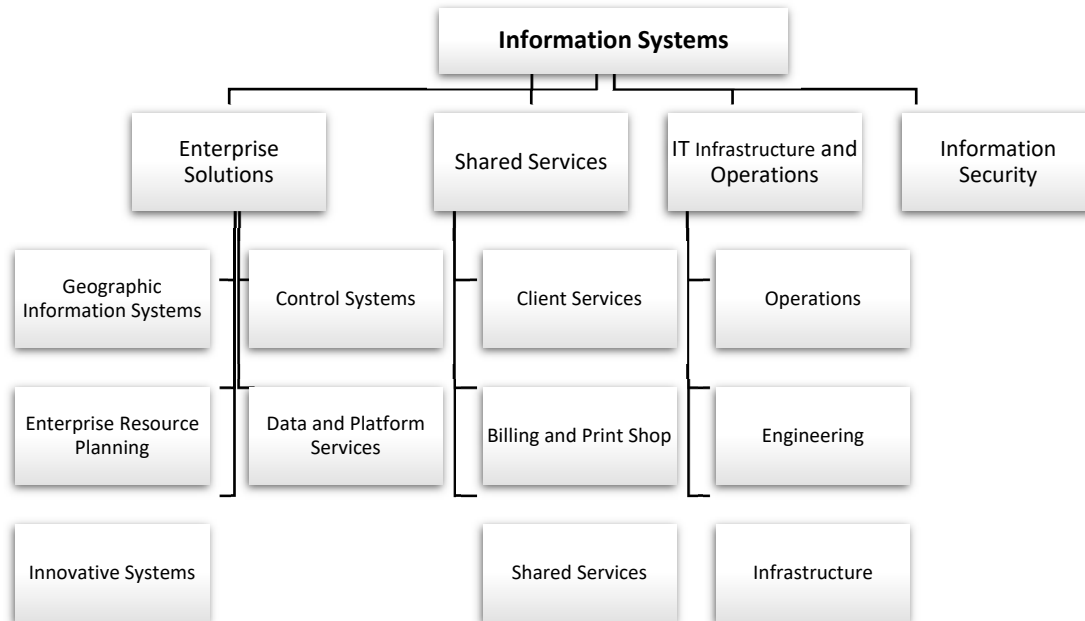 Information Systems
Enterprise
Solutions
Shared Services
IT Infrastructure and
Operations
Information
Security
Geographic
Information Systems
Control Systems
Client Services
Operations
Enterprise Resource
Planning
Data and Platform
Services
Billing and Print Shop
Engineering
Innovative Systems
Shared Services
Infrastructure